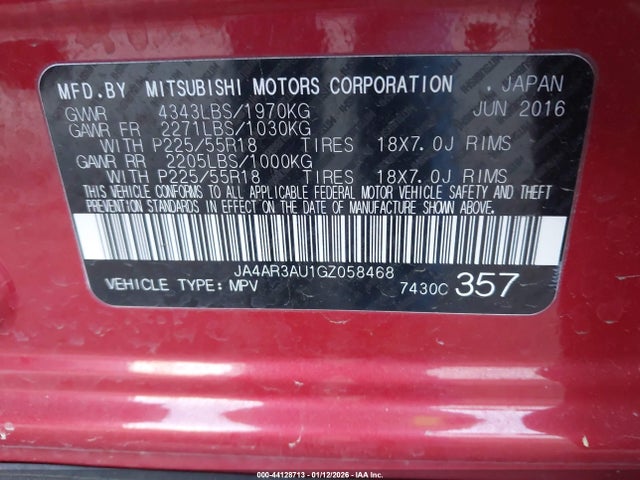 MFD.BY MITSUBISHI MOTORS CORPORATION , JAPAN
GVWR 4343LBS/1970KG JUN 2016
GAWR FR 2271LBS/1030KG
WITH P225/55R18 TIRES 18X7.0J RIMS
GAWR RR 2205LBS/1000KG
WITH P225/55R18 TIRES 18X7.0J RIMS
THIS VEHICLE CONFORMS TO ALL APPLICABLE FEDERAL MOTOR VEHICLE SAFETY AND THEFT
PREVENTION STANDARDS IN EFFECT ON THE DATE OF MANUFACTURE SHOWN ABOVE.
JA4AR3AU1GZ058468
VEHICLE TYPE: MPV 7430C 357
000-44128713 - 01/12/2026 - IAA Corp.